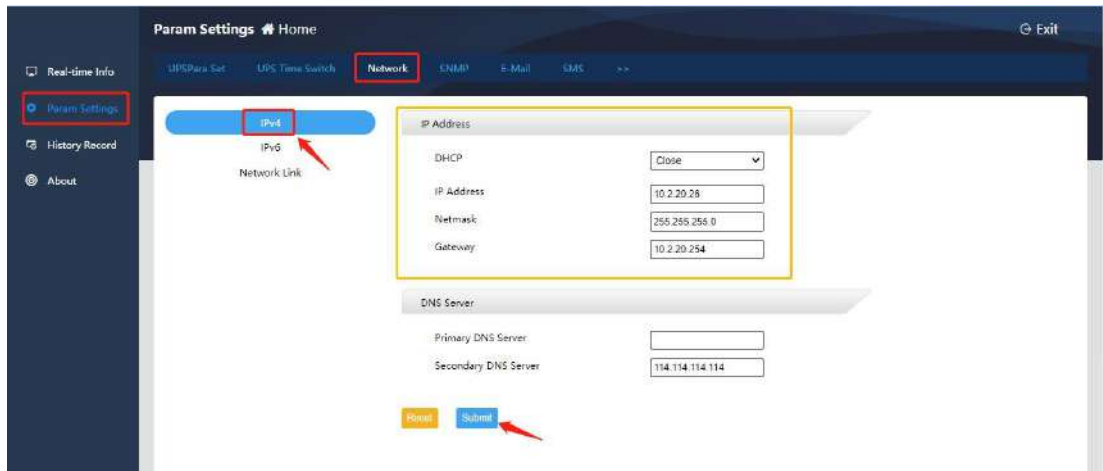 Param Settings Home
Exit
Real-time Info
Param Settings
History Record
About
UPSPara Set UPS Time Switch Network SNMP E-Mail SMS >>
IPv4
IPv6
Network Link
IP Address
DHCP Close
IP Address 10.2.20.26
Netmask 255.255.255.0
Gateway 10.2.20.254
DNS Server
Primary DNS Server
Secondary DNS Server 114.114.114.114
Reset Submit